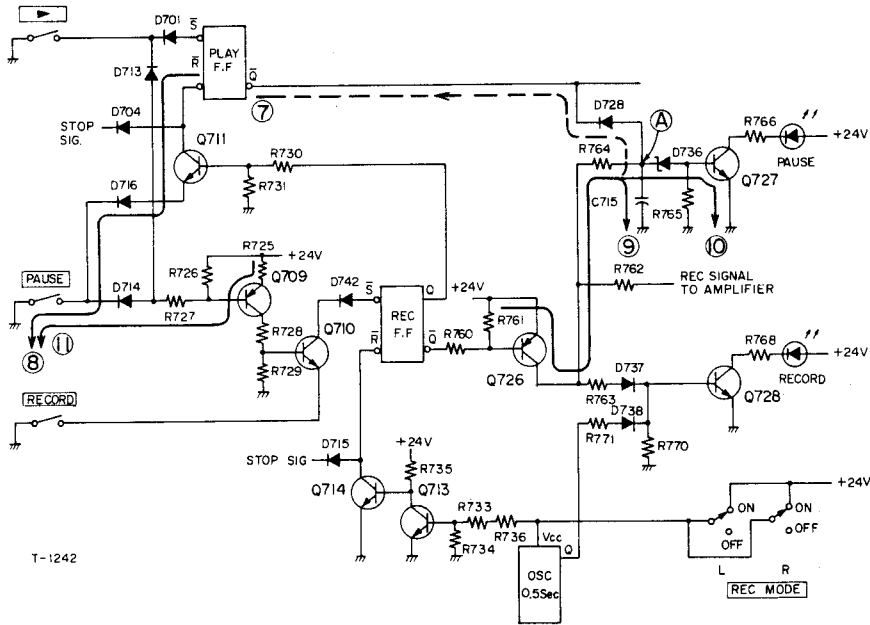 ▶
D701
S̅
PLAY
F.F
R̅
Q̅
D713
D704
STOP
SIG.
Q711
⑦
R730
R731
D716
D728
Ⓐ
R764
D736
R766
+24V
PAUSE
Q727
C715
R765
⑨
⑩
R762
REC SIGNAL
TO AMPLIFIER
R725
+24V
R726
Q709
PAUSE
D714
R727
⑧
⑪
R728
R729
Q710
D742
S̅
Q
REC
F.F
R̅
Q̅
+24V
R760
R761
Q726
R763
D737
D738
R771
R770
R768
+24V
RECORD
Q728
RECORD
D715
STOP SIG
+24V
R735
Q714
Q713
R733
R736
R734
Vcc
Q
OSC
0.5Sec
+24V
ON
OFF
ON
OFF
L
R
REC MODE
T-1242